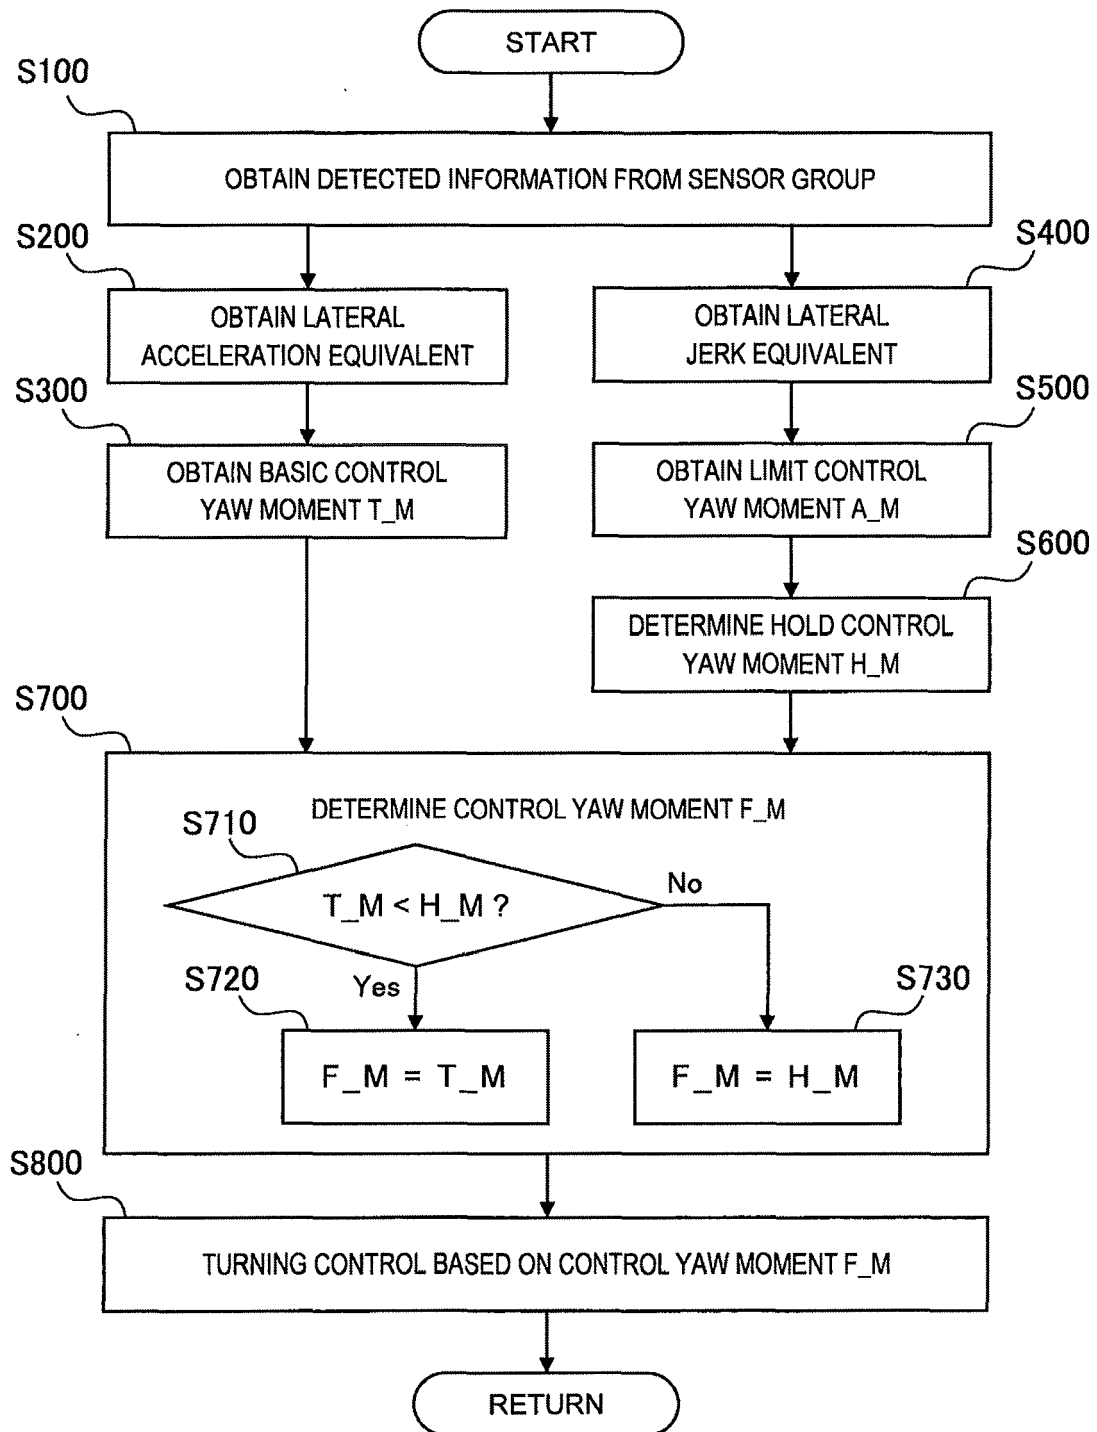 START
S100
OBTAIN DETECTED INFORMATION FROM SENSOR GROUP
S200
OBTAIN LATERAL
ACCELERATION EQUIVALENT
S400
OBTAIN LATERAL
JERK EQUIVALENT
S300
OBTAIN BASIC CONTROL
YAW MOMENT T_M
S500
OBTAIN LIMIT CONTROL
YAW MOMENT A_M
S600
DETERMINE HOLD CONTROL
YAW MOMENT H_M
S700
DETERMINE CONTROL YAW MOMENT F_M
S710
T_M < H_M ?
No
Yes
S720
F_M = T_M
S730
F_M = H_M
S800
TURNING CONTROL BASED ON CONTROL YAW MOMENT F_M
RETURN